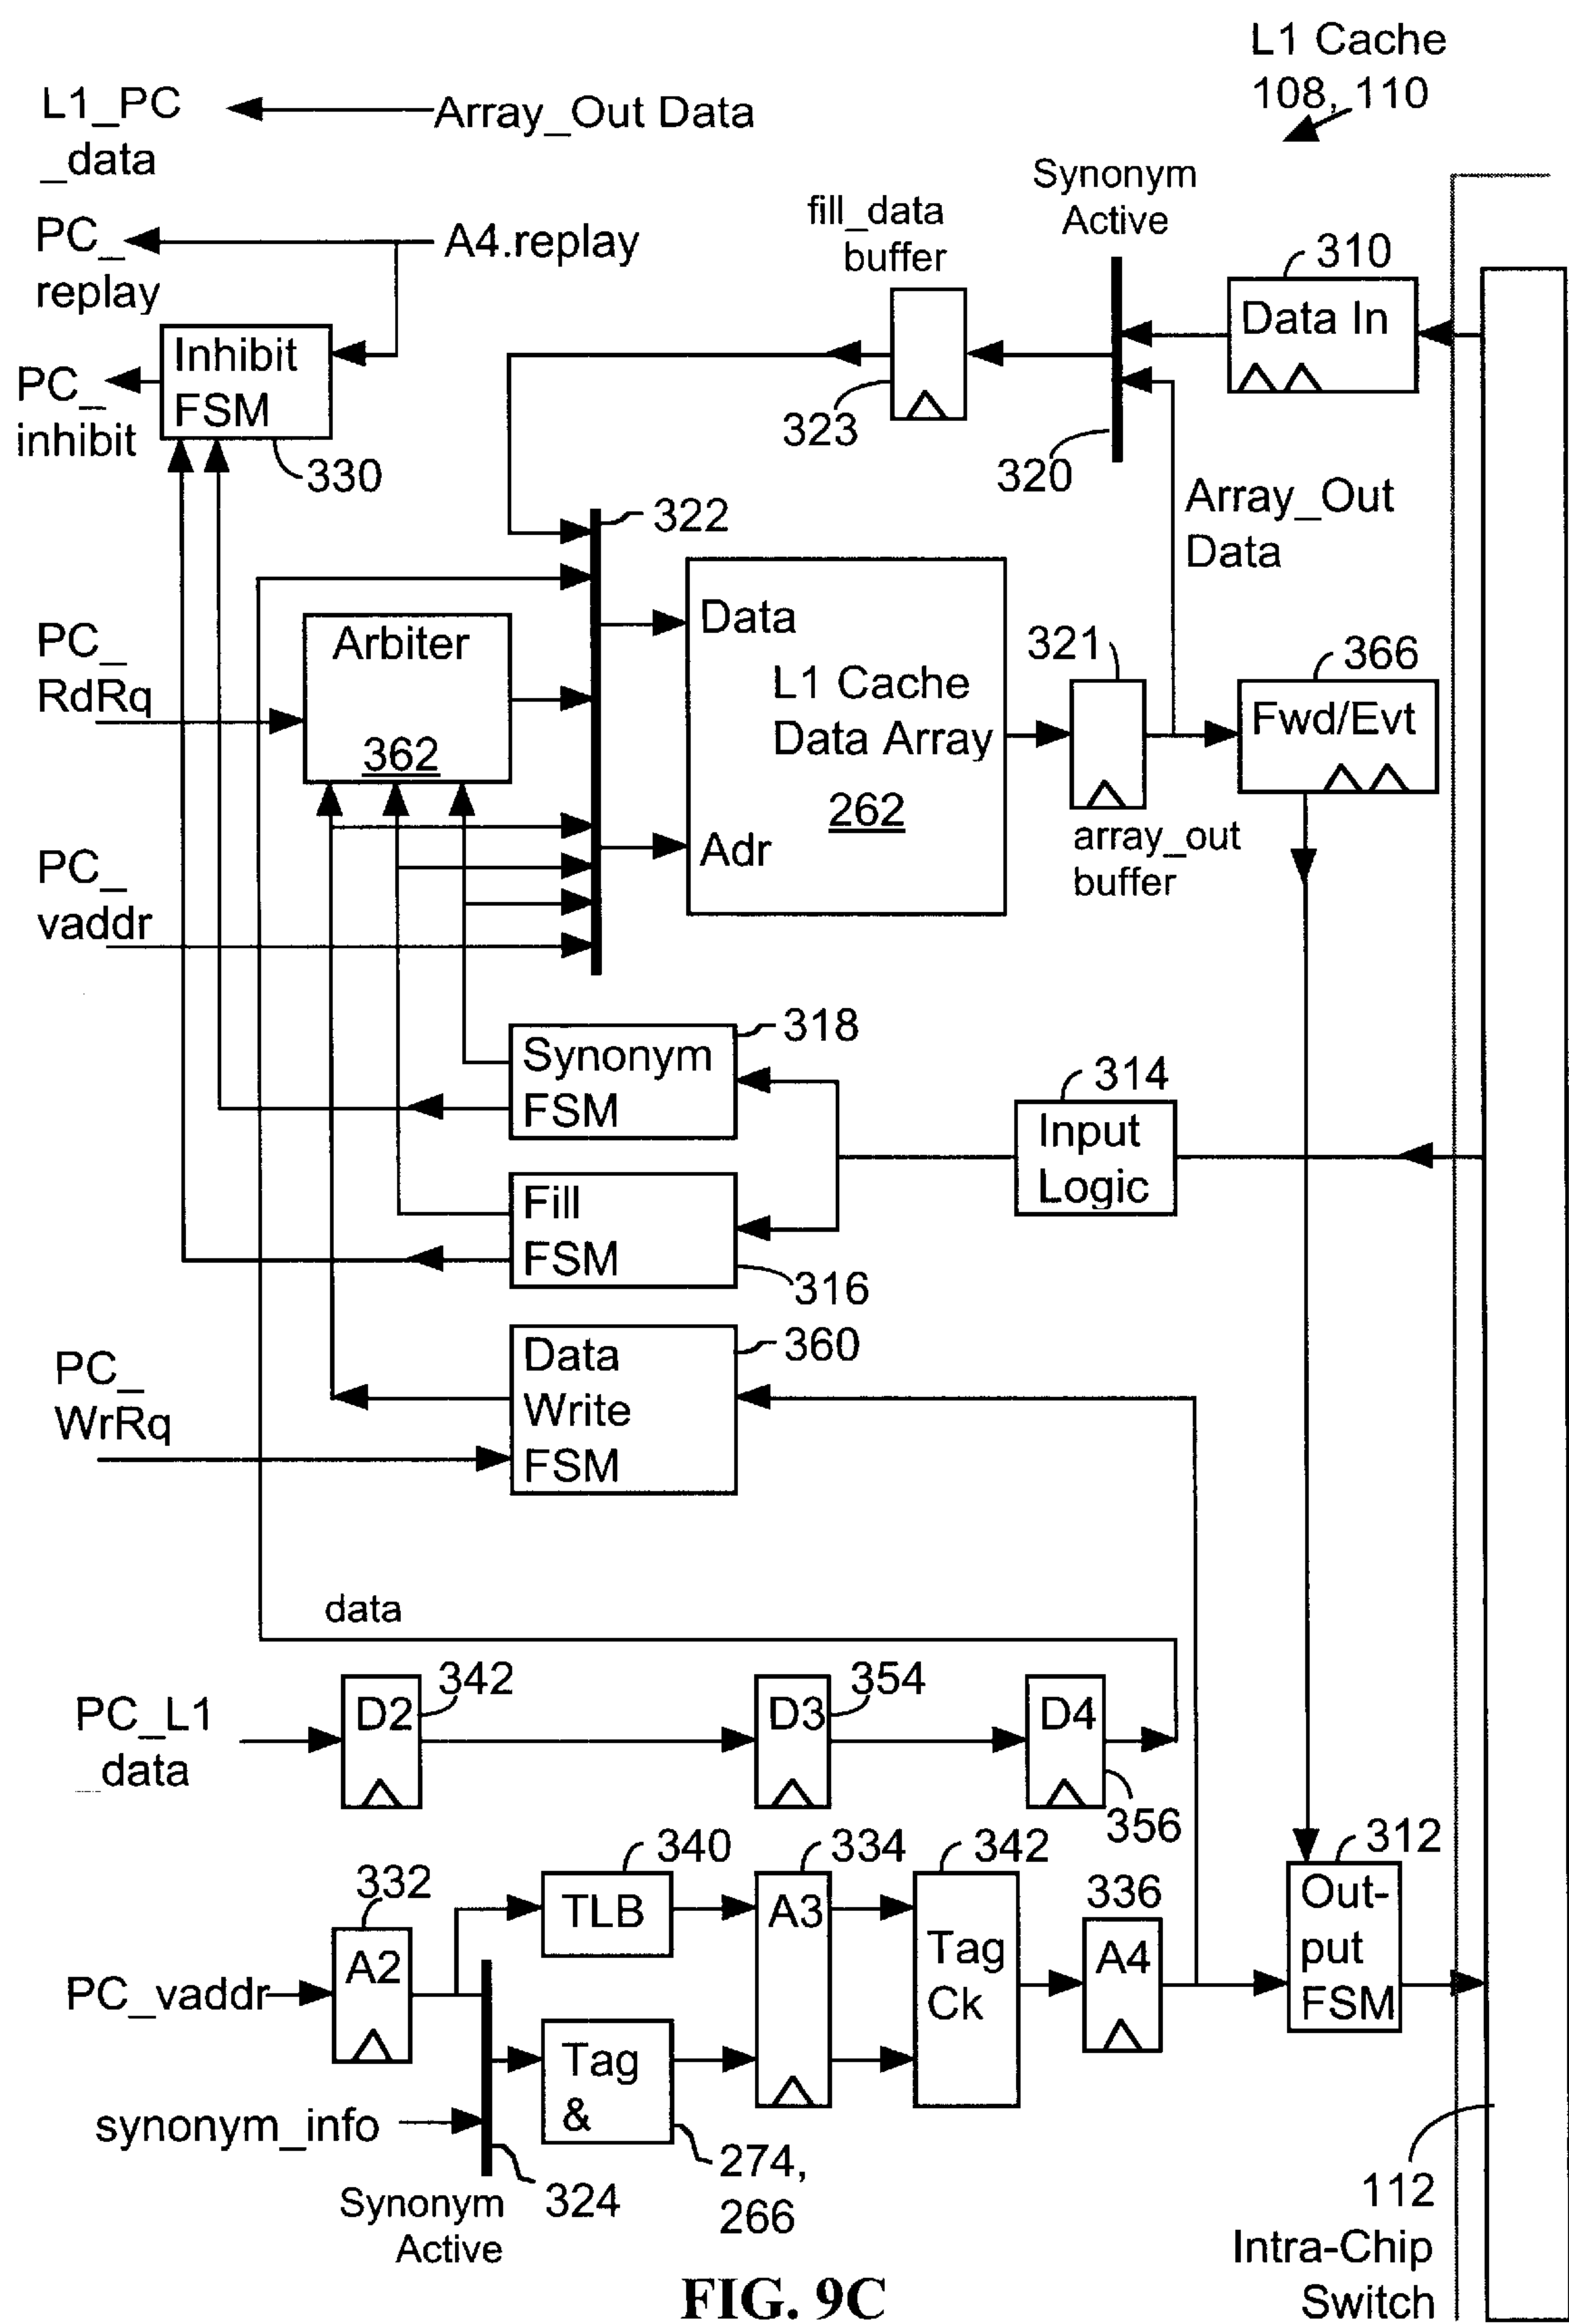 L1 Cache
108, 110
L1_PC
_data
Array_Out Data
PC_
replay
A4.replay
fill_data
buffer
Synonym
Active
310
Data In
Inhibit
FSM
PC_
inhibit
330
323
320
322
Array_Out
Data
PC_
RdRq
Arbiter
362
Data
L1 Cache
Data Array
262
Adr
321
array_out
buffer
366
Fwd/Evt
PC_
vaddr
318
Synonym
FSM
314
Input
Logic
Fill
FSM
316
PC_
WrRq
360
Data
Write
FSM
data
PC_L1
_data
342
D2
354
D3
D4
356
332
A2
340
TLB
334
A3
342
Tag
Ck
336
A4
312
Out-
put
FSM
PC_vaddr
Tag
&
synonym_info
274,
266
324
Synonym
Active
112
Intra-Chip
Switch
FIG. 9C